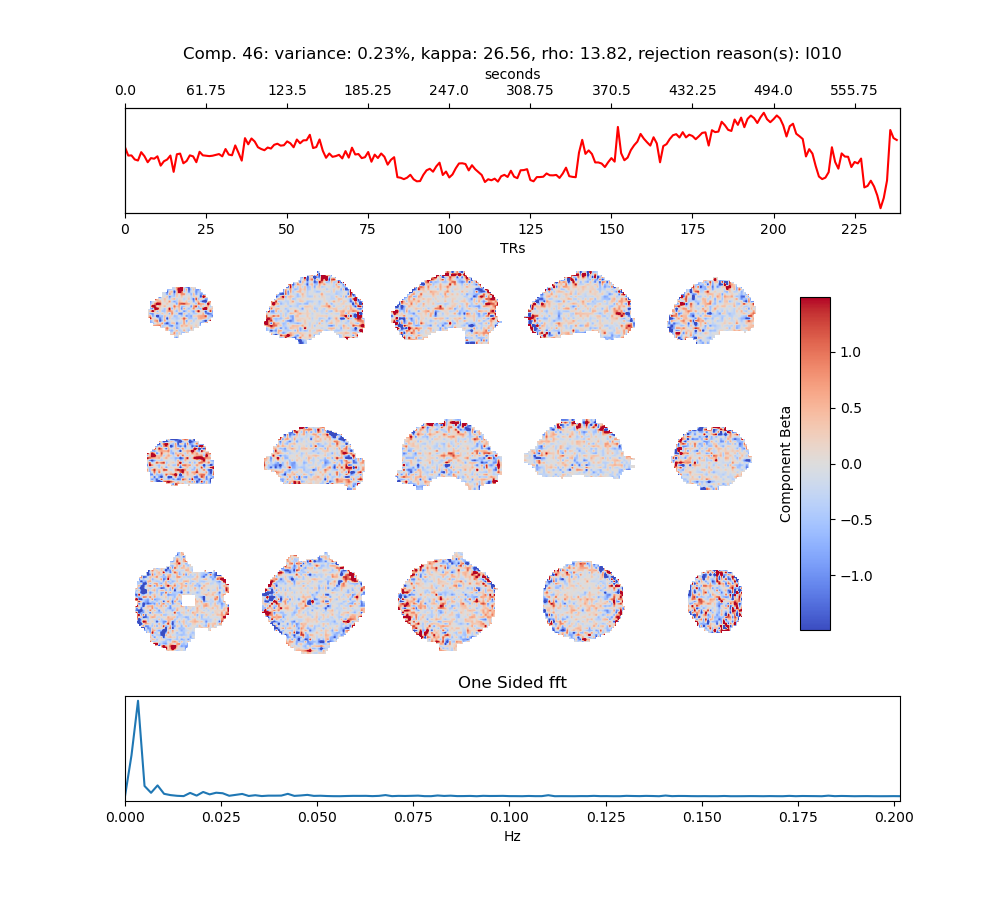 Comp. 46: variance: 0.23%, kappa: 26.56, rho: 13.82, rejection reason(s): I010
seconds
0.0 61.75 123.5 185.25 247.0 308.75 370.5 432.25 494.0 555.75
0 25 50 75 100 125 150 175 200 225
TRs
1.0
0.5
0.0
−0.5
−1.0
Component Beta
One Sided fft
0.000 0.025 0.050 0.075 0.100 0.125 0.150 0.175 0.200
Hz